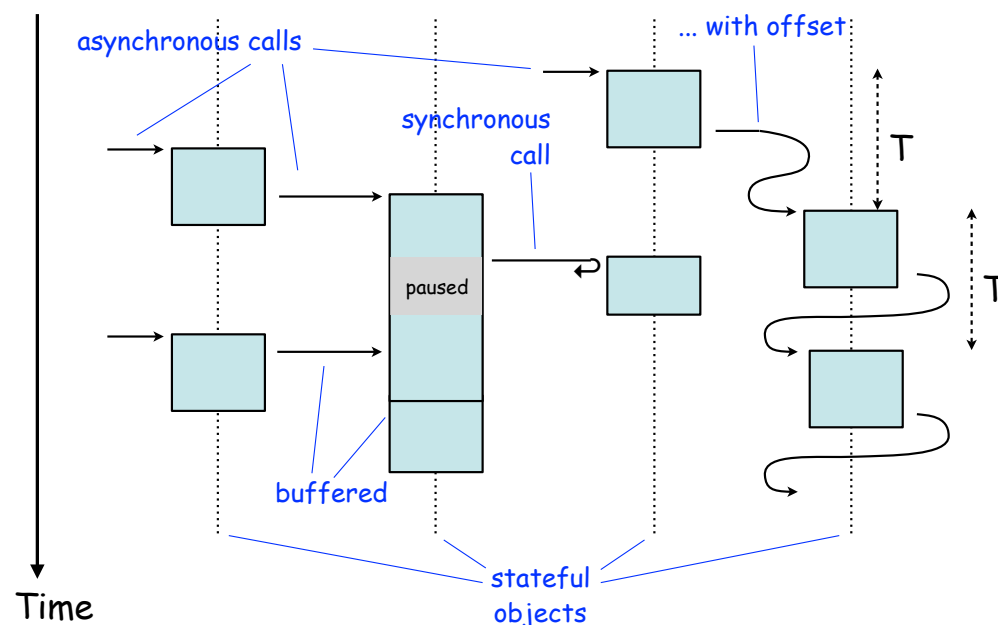 asynchronous calls
... with offset
synchronous
call
T
T
paused
buffered
stateful
objects
Time